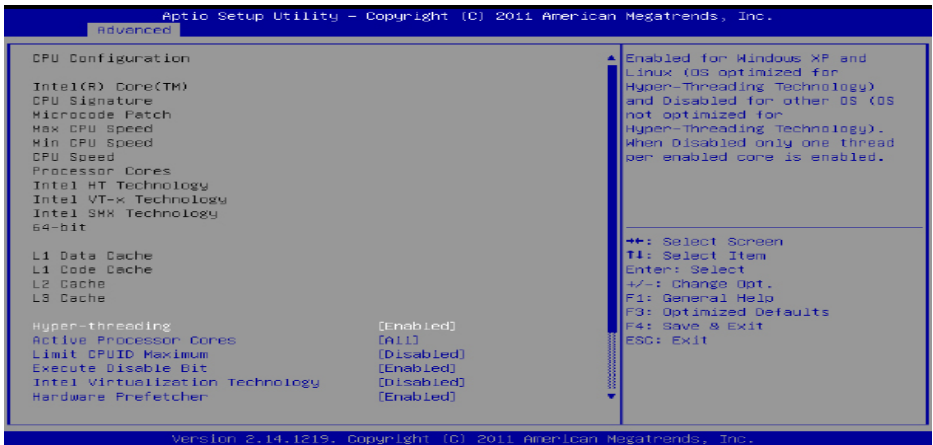 Aptio Setup Utility – Copyright (C) 2011 American Megatrends, Inc.
Advanced
CPU Configuration
Intel(R) Core(TM)
CPU Signature
Microcode Patch
Max CPU Speed
Min CPU Speed
CPU Speed
Processor Cores
Intel HT Technology
Intel VT-x Technology
Intel SMX Technology
64-bit
L1 Data Cache
L1 Code Cache
L2 Cache
L3 Cache
Hyper-threading [Enabled]
Active Processor Cores [All]
Limit CPUID Maximum [Disabled]
Execute Disable Bit [Enabled]
Intel Virtualization Technology [Disabled]
Hardware Prefetcher [Enabled]
Enabled for Windows XP and
Linux (OS optimized for
Hyper-Threading Technology)
and Disabled for other OS (OS
not optimized for
Hyper-Threading Technology).
When Disabled only one thread
per enabled core is enabled.
→←: Select Screen
↑↓: Select Item
Enter: Select
+/-: Change Opt.
F1: General Help
F3: Optimized Defaults
F4: Save & Exit
ESC: Exit
Version 2.14.1219. Copyright (C) 2011 American Megatrends, Inc.